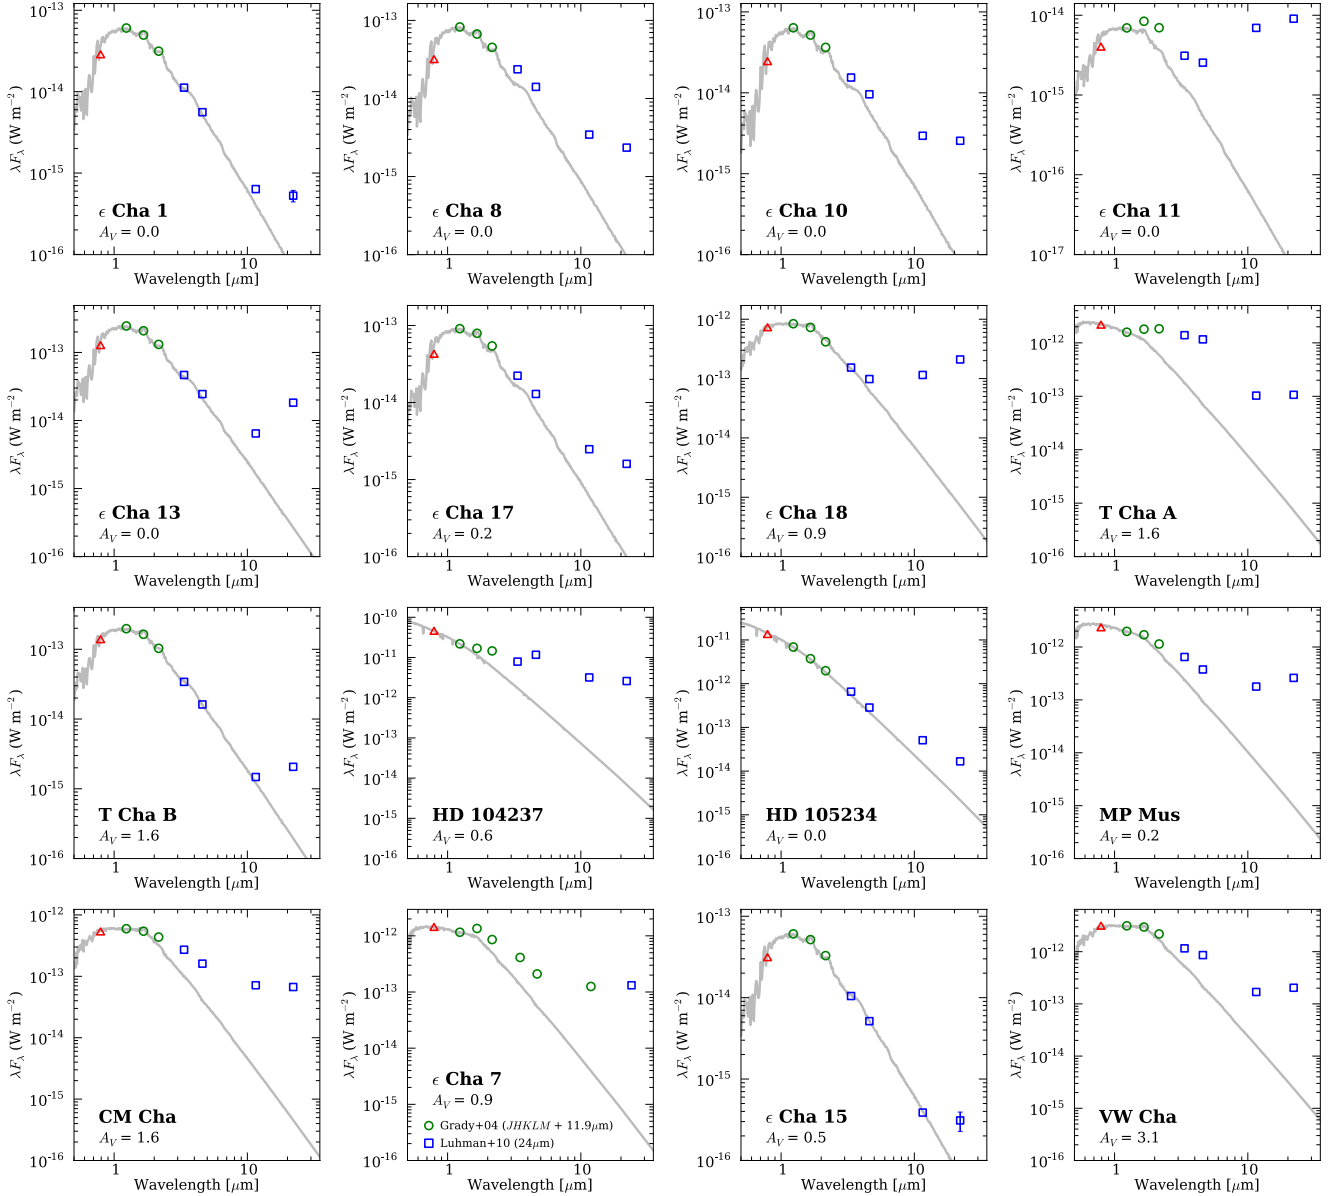 10⁻¹³
10⁻¹⁴
10⁻¹⁵
10⁻¹⁶
λF_λ (W m⁻²)
ϵ Cha 1
A_V = 0.0
1
10
Wavelength [μm]
10⁻¹³
10⁻¹⁴
10⁻¹⁵
10⁻¹⁶
λF_λ (W m⁻²)
ϵ Cha 8
A_V = 0.0
1
10
Wavelength [μm]
10⁻¹³
10⁻¹⁴
10⁻¹⁵
10⁻¹⁶
λF_λ (W m⁻²)
ϵ Cha 10
A_V = 0.0
1
10
Wavelength [μm]
10⁻¹⁴
10⁻¹⁵
10⁻¹⁶
10⁻¹⁷
λF_λ (W m⁻²)
ϵ Cha 11
A_V = 0.0
1
10
Wavelength [μm]
10⁻¹³
10⁻¹⁴
10⁻¹⁵
10⁻¹⁶
λF_λ (W m⁻²)
ϵ Cha 13
A_V = 0.0
1
10
Wavelength [μm]
10⁻¹³
10⁻¹⁴
10⁻¹⁵
10⁻¹⁶
λF_λ (W m⁻²)
ϵ Cha 17
A_V = 0.2
1
10
Wavelength [μm]
10⁻¹²
10⁻¹³
10⁻¹⁴
10⁻¹⁵
10⁻¹⁶
λF_λ (W m⁻²)
ϵ Cha 18
A_V = 0.9
1
10
Wavelength [μm]
10⁻¹²
10⁻¹³
10⁻¹⁴
10⁻¹⁵
10⁻¹⁶
λF_λ (W m⁻²)
T Cha A
A_V = 1.6
1
10
Wavelength [μm]
10⁻¹³
10⁻¹⁴
10⁻¹⁵
10⁻¹⁶
λF_λ (W m⁻²)
T Cha B
A_V = 1.6
1
10
Wavelength [μm]
10⁻¹⁰
10⁻¹¹
10⁻¹²
10⁻¹³
10⁻¹⁴
10⁻¹⁵
10⁻¹⁶
λF_λ (W m⁻²)
HD 104237
A_V = 0.6
1
10
Wavelength [μm]
10⁻¹¹
10⁻¹²
10⁻¹³
10⁻¹⁴
10⁻¹⁵
10⁻¹⁶
λF_λ (W m⁻²)
HD 105234
A_V = 0.0
1
10
Wavelength [μm]
10⁻¹²
10⁻¹³
10⁻¹⁴
10⁻¹⁵
10⁻¹⁶
λF_λ (W m⁻²)
MP Mus
A_V = 0.2
1
10
Wavelength [μm]
10⁻¹²
10⁻¹³
10⁻¹⁴
10⁻¹⁵
10⁻¹⁶
λF_λ (W m⁻²)
CM Cha
A_V = 1.6
1
10
Wavelength [μm]
10⁻¹²
10⁻¹³
10⁻¹⁴
10⁻¹⁵
10⁻¹⁶
λF_λ (W m⁻²)
ϵ Cha 7
A_V = 0.9
Grady+04 (JHKLM + 11.9μm)
Luhman+10 (24μm)
1
10
Wavelength [μm]
10⁻¹³
10⁻¹⁴
10⁻¹⁵
10⁻¹⁶
λF_λ (W m⁻²)
ϵ Cha 15
A_V = 0.5
1
10
Wavelength [μm]
10⁻¹²
10⁻¹³
10⁻¹⁴
10⁻¹⁵
10⁻¹⁶
λF_λ (W m⁻²)
VW Cha
A_V = 3.1
1
10
Wavelength [μm]